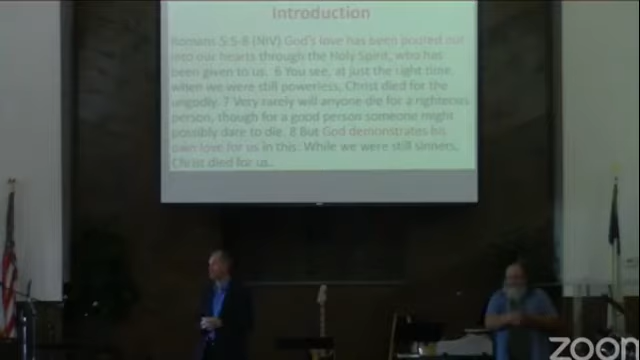 Introduction
Romans 5:5-8 (NIV) God's love has been poured out
into our hearts through the Holy Spirit, who has
been given to us. 6 You see, at just the right time,
when we were still powerless, Christ died for the
ungodly. 7 Very rarely will anyone die for a righteous
person, though for a good person someone might
possibly dare to die. 8 But God demonstrates his
own love for us in this: While we were still sinners,
Christ died for us.
zoom